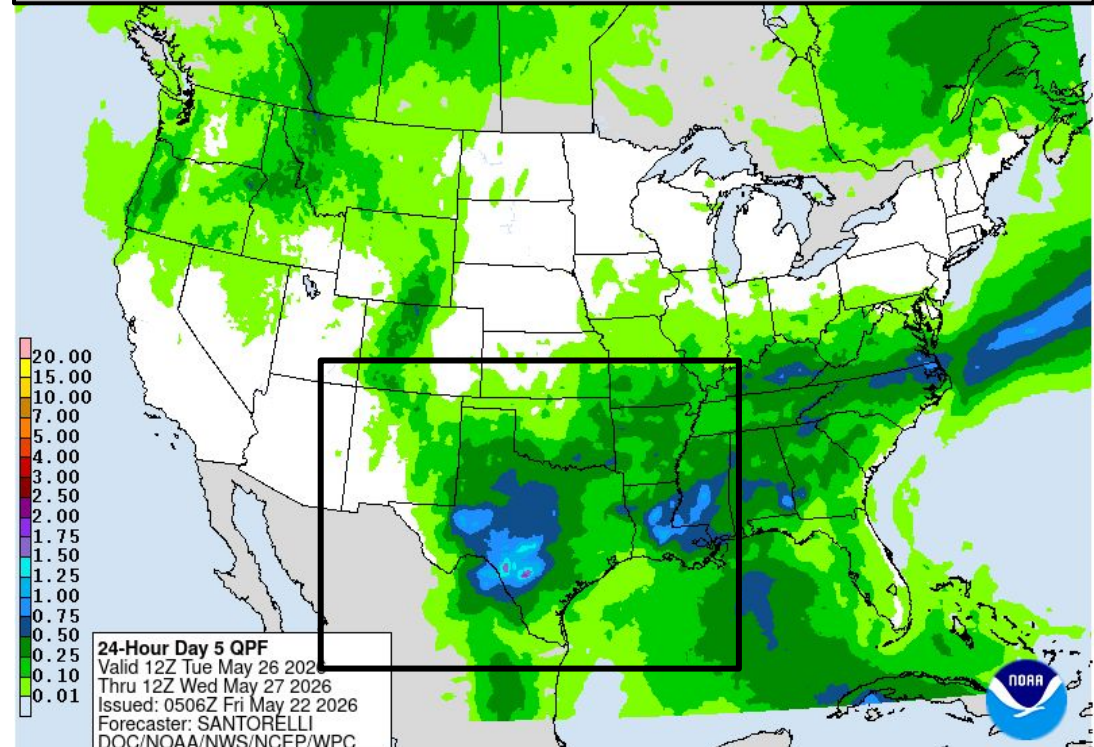 20.00
15.00
10.00
7.00
5.00
4.00
3.00
2.50
2.00
1.75
1.50
1.25
1.00
0.75
0.50
0.25
0.10
0.01
24-Hour Day 5 QPF
Valid 12Z Tue May 26 2026
Thru 12Z Wed May 27 2026
Issued: 0506Z Fri May 22 2026
Forecaster: SANTORELLI
DOC/NOAA/NWS/NCEP/WPC
NOAA